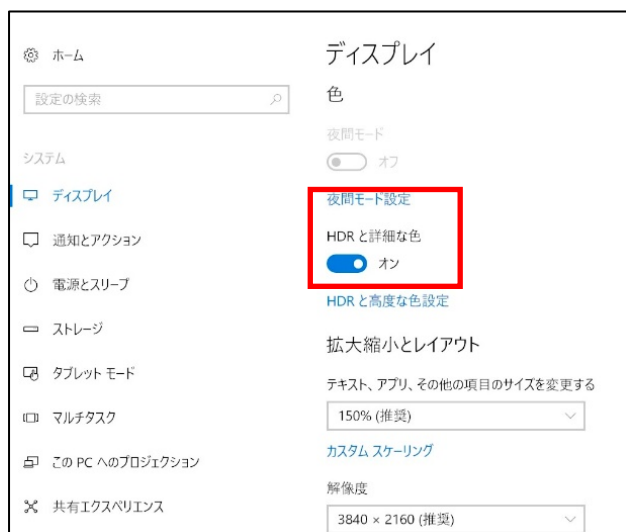 ホーム
設定の検索
システム
ディスプレイ
通知とアクション
電源とスリープ
ストレージ
タブレット モード
マルチタスク
この PC へのプロジェクション
共有エクスペリエンス
ディスプレイ
色
夜間モード
オフ
夜間モード設定
HDR と詳細な色
オン
HDR と高度な色設定
拡大縮小とレイアウト
テキスト、アプリ、その他の項目のサイズを変更する
150% (推奨)
カスタム スケーリング
解像度
3840 × 2160 (推奨)